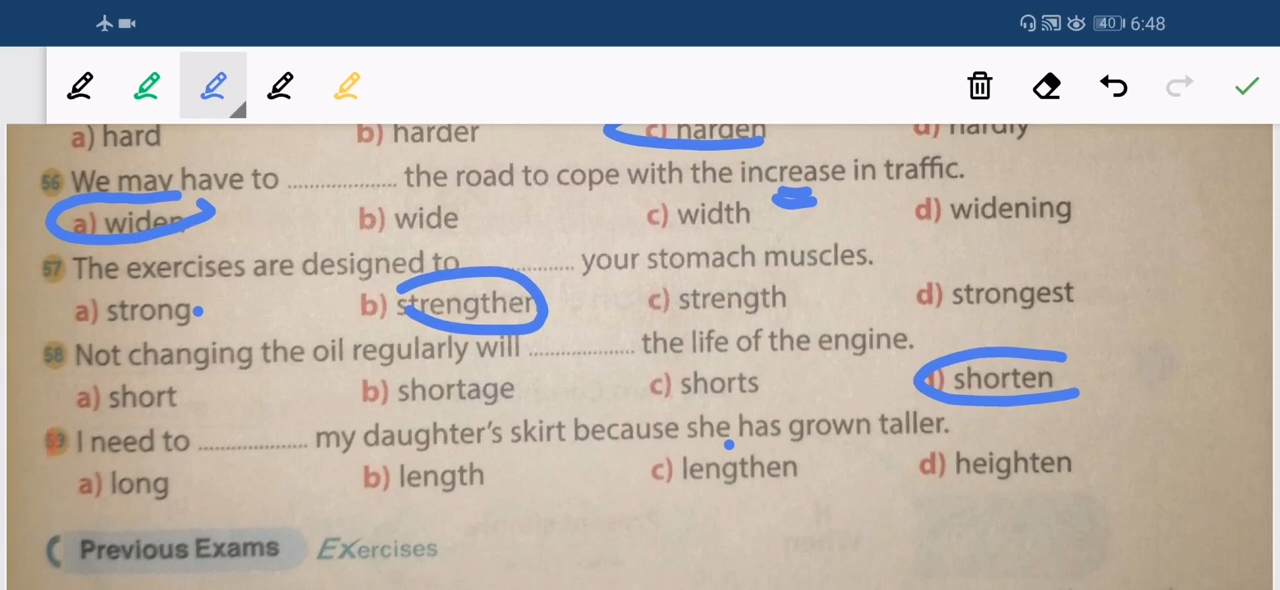 40 6:48
a) hard b) harder c) harden d) hardly
56 We may have to .................... the road to cope with the increase in traffic.
a) widen b) wide c) width d) widening
57 The exercises are designed to ............ your stomach muscles.
a) strong b) strengthen c) strength d) strongest
58 Not changing the oil regularly will .................... the life of the engine.
a) short b) shortage c) shorts d) shorten
59 I need to .................... my daughter's skirt because she has grown taller.
a) long b) length c) lengthen d) heighten
Previous Exams Exercises